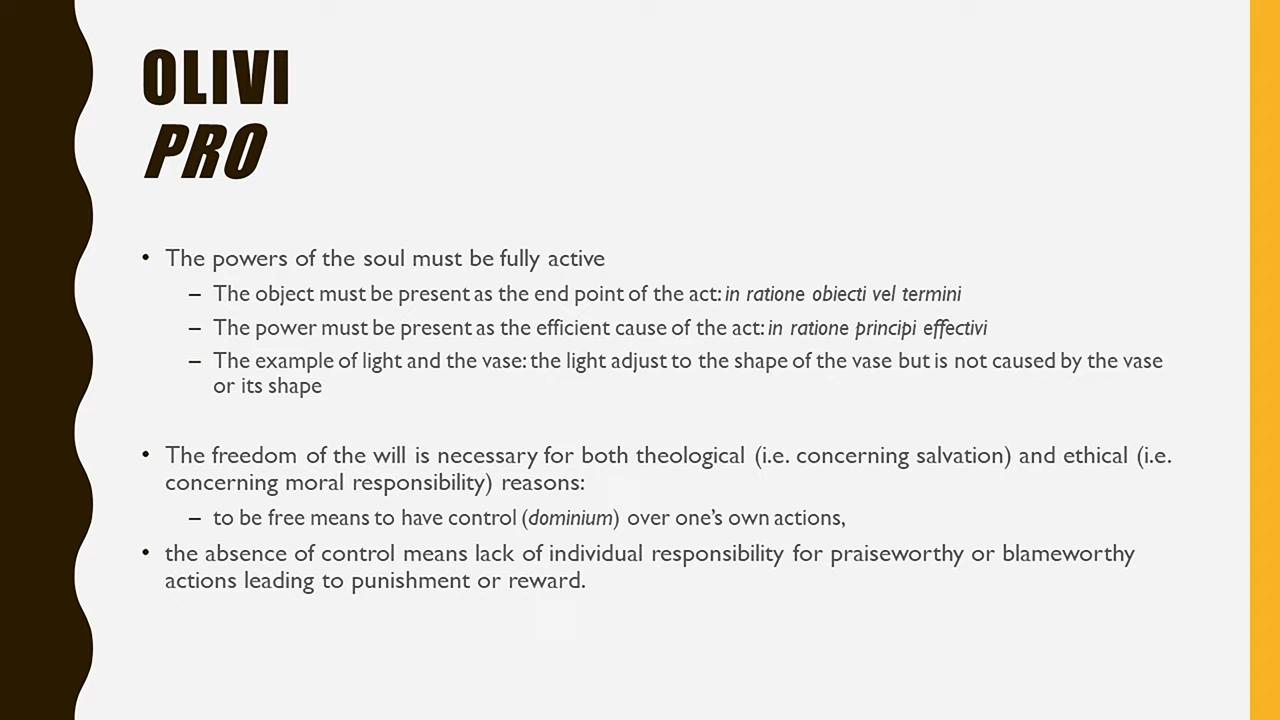 OLIVI
PRO
• The powers of the soul must be fully active
– The object must be present as the end point of the act: in ratione obiecti vel termini
– The power must be present as the efficient cause of the act: in ratione principi effectivi
– The example of light and the vase: the light adjust to the shape of the vase but is not caused by the vase
or its shape
• The freedom of the will is necessary for both theological (i.e. concerning salvation) and ethical (i.e.
concerning moral responsibility) reasons:
– to be free means to have control (dominium) over one's own actions,
• the absence of control means lack of individual responsibility for praiseworthy or blameworthy
actions leading to punishment or reward.